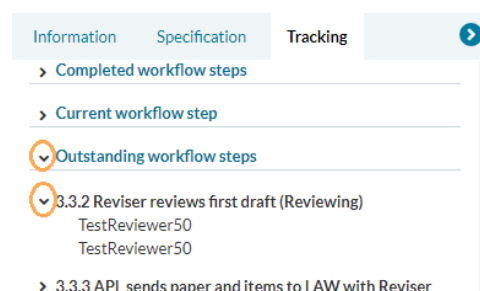 Information Specification Tracking
Completed workflow steps
Current workflow step
Outstanding workflow steps
3.3.2 Reviser reviews first draft (Reviewing)
TestReviewer50
TestReviewer50
3.3.3 APL sends paper and items to LAW with Reviser